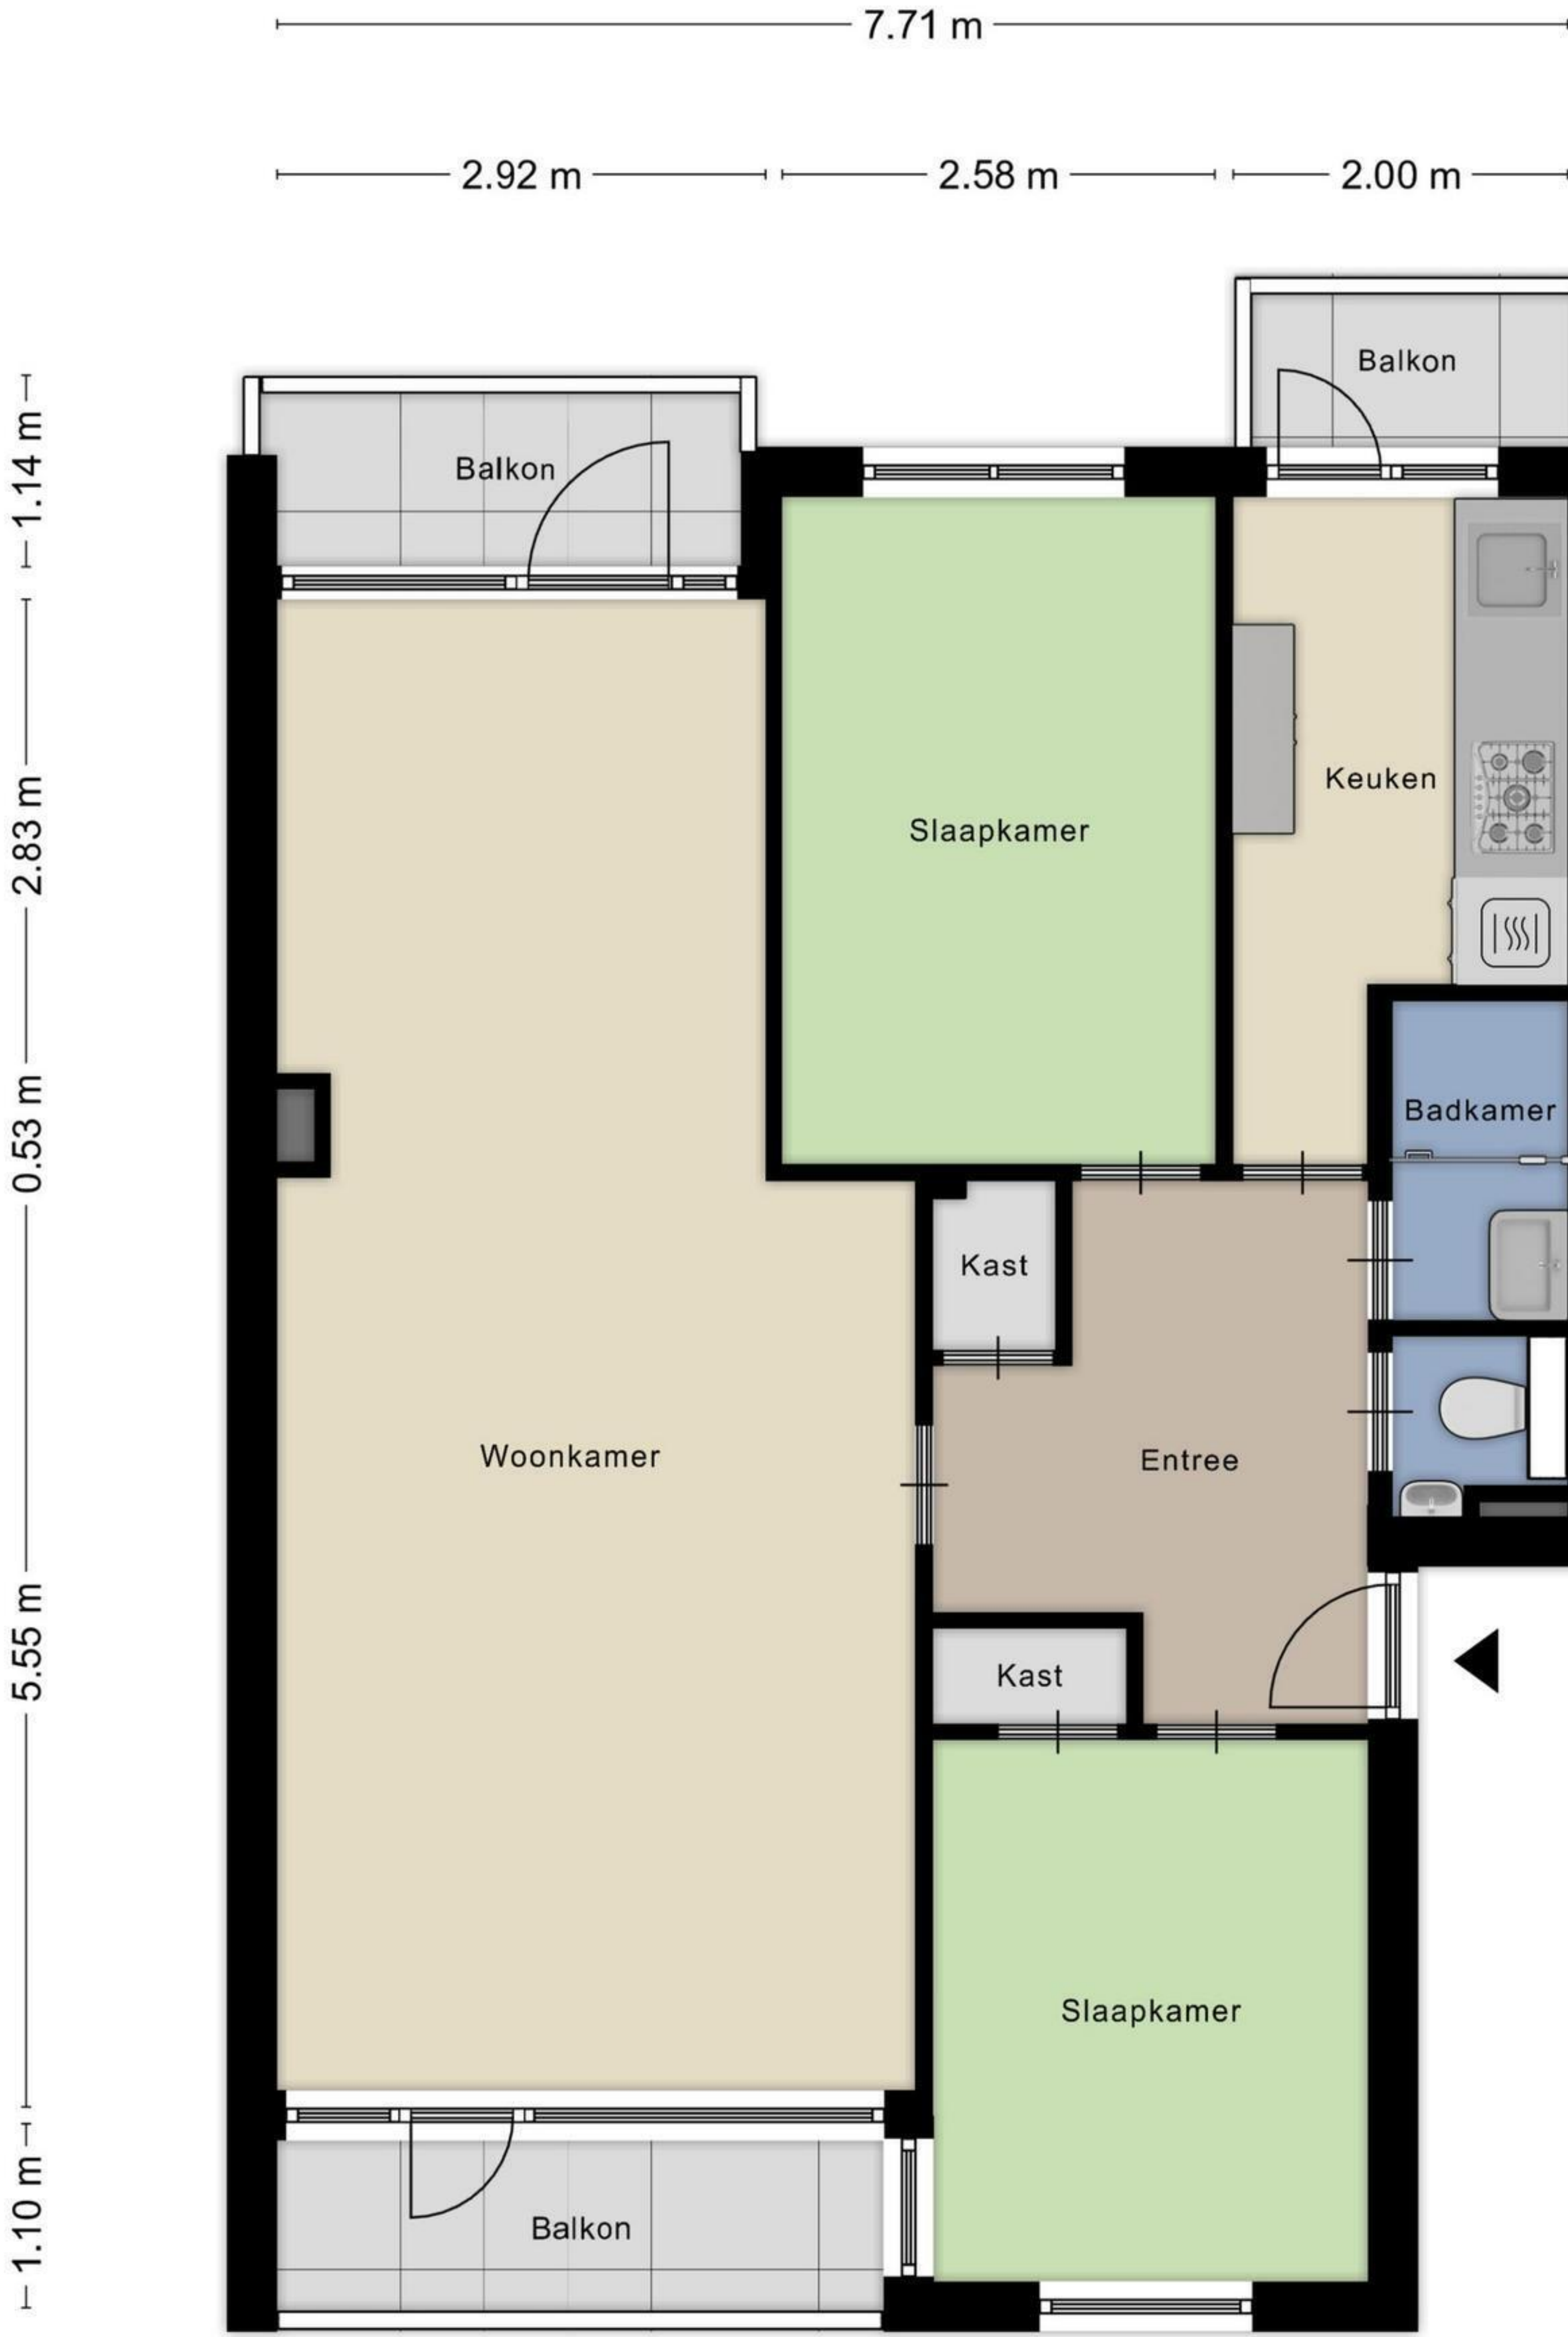 7.71 m
2.92 m
2.58 m
2.00 m
Balkon
1.14 m
Balkon
Slaapkamer
Keuken
2.83 m
0.53 m
Badkamer
Kast
Woonkamer
Entree
5.55 m
Kast
Slaapkamer
1.10 m
Balkon